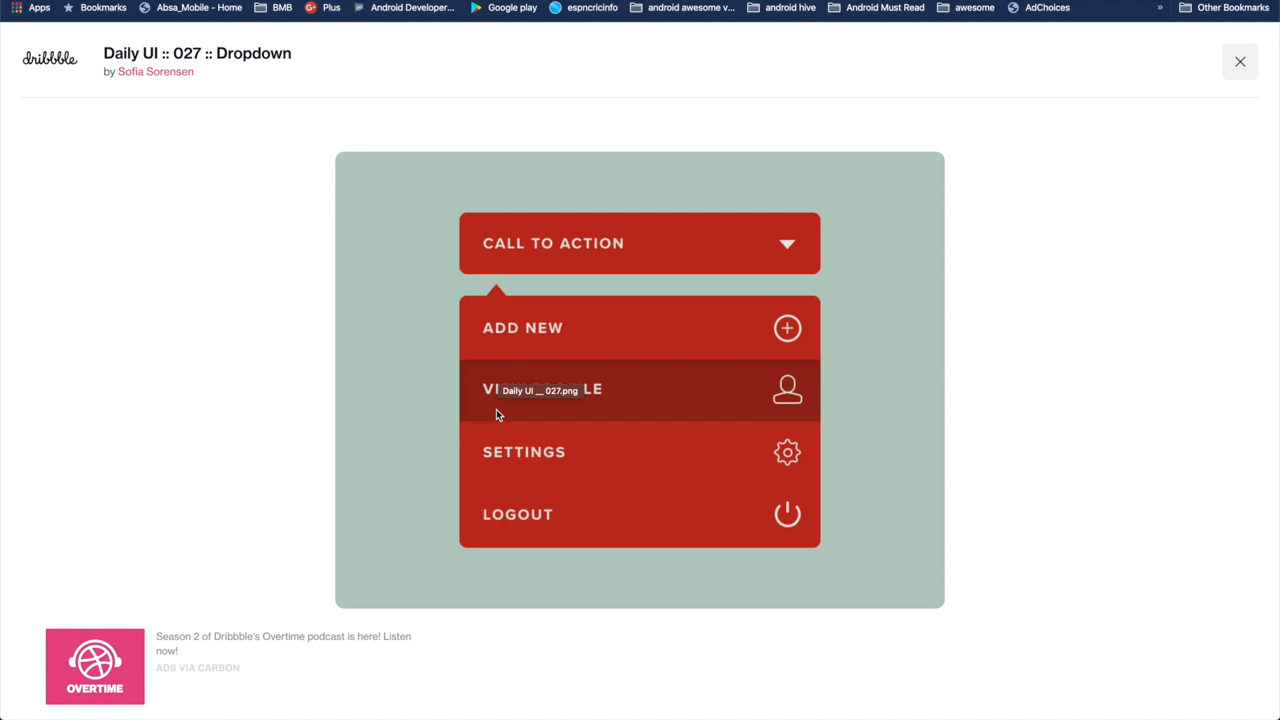 Apps Bookmarks Absa_Mobile - Home BMB Plus Android Developer... Google play espncricinfo android awesome v... android hive Android Must Read awesome AdChoices » Other Bookmarks
dribbble
Daily UI :: 027 :: Dropdown
by Sofia Sorensen
CALL TO ACTION
ADD NEW
Daily UI __ 027.png
SETTINGS
LOGOUT
OVERTIME
Season 2 of Dribbble's Overtime podcast is here! Listen
now!
ADS VIA CARBON